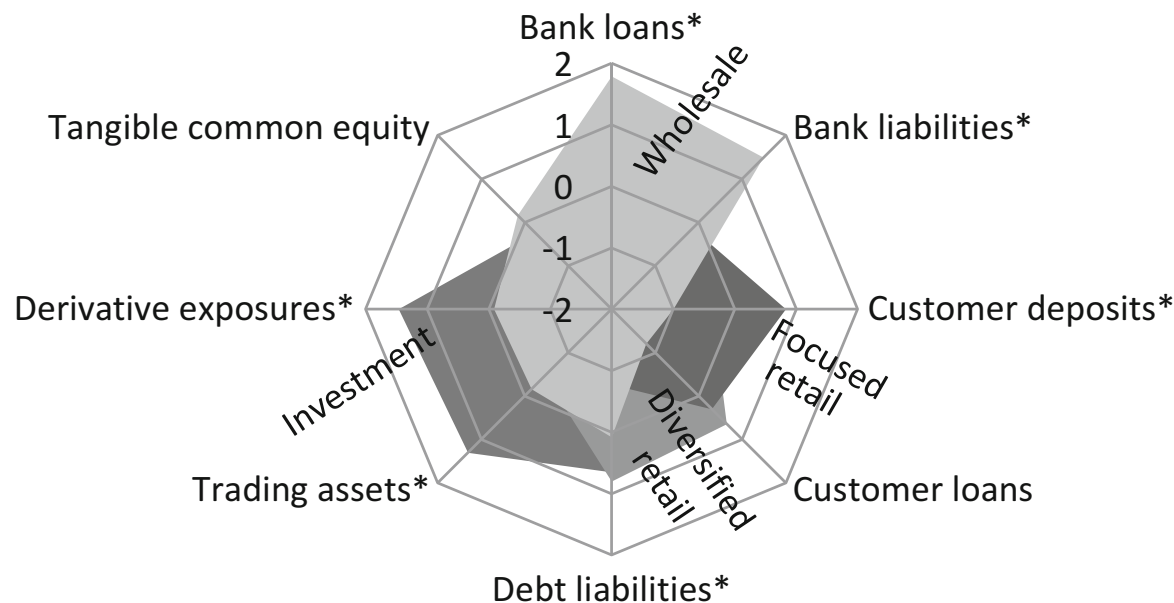 Bank loans*
2
Wholesale
Tangible common equity
Bank liabilities*
1
0
-1
Derivative exposures*
-2
Customer deposits*
Investment
Focused
retail
Diversified
retail
Trading assets*
Customer loans
Debt liabilities*